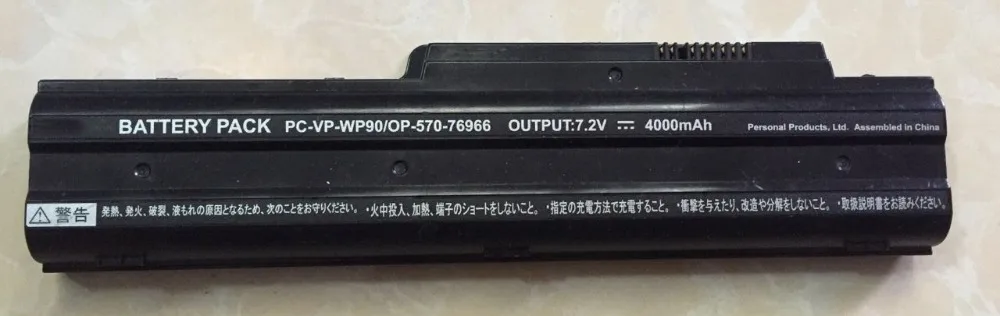 BATTERY PACK PC-VP-WP90/OP-570-76966 OUTPUT:7.2V ⎓ 4000mAh Personal Products, Ltd. Assembled in China
⚠警告 発熱、発火、破裂、液もれの原因となるため、次のことをお守りください。・火中投入、加熱、端子のショートをしないこと。・指定の充電方法で充電すること。・衝撃を与えたり、改造や分解をしないこと。・取扱説明書をお読みください。